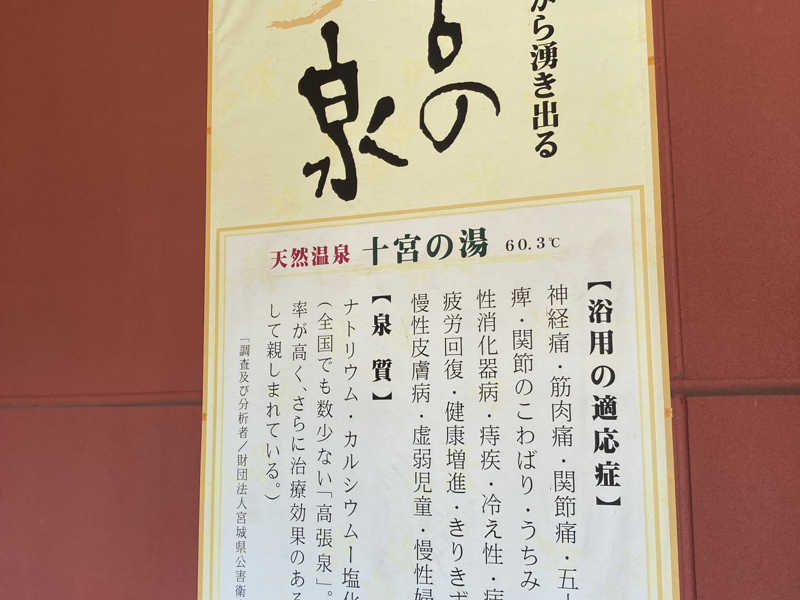 から湧き出る
の
泉
天然温泉 十宮の湯 60.3℃
【浴用の適応症】
神経痛・筋肉痛・関節痛・五十
痺・関節のこわばり・うちみ
性消化器病・痔疾・冷え性・病
疲労回復・健康増進・きりきず
慢性皮膚病・虚弱児童・慢性婦
【泉質】
ナトリウム・カルシウムー塩化
(全国でも数少ない「高張泉」。
率が高く、さらに治療効果のある
して親しまれている。)
「調査及び分析者/財団法人宮城県公害衛